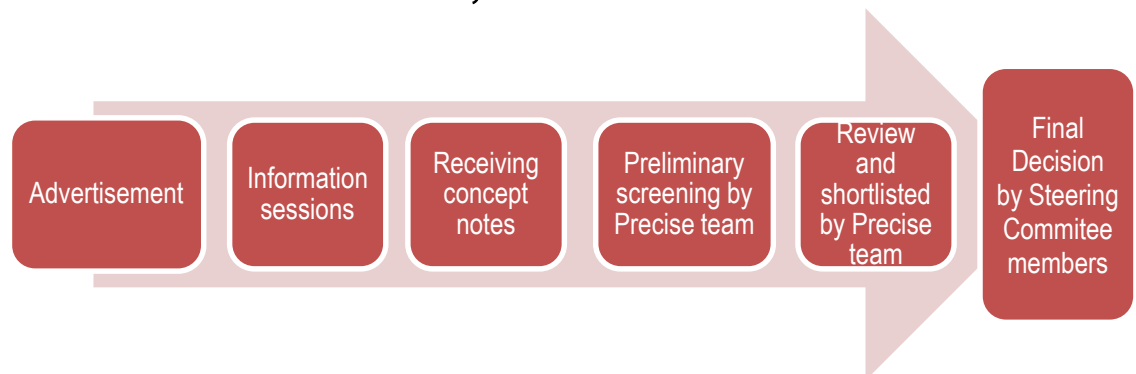 Advertisement
Information
sessions
Receiving
concept
notes
Preliminary
screening by
Precise team
Review
and
shortlisted
by Precise
team
Final
Decision
by Steering
Commitee
members